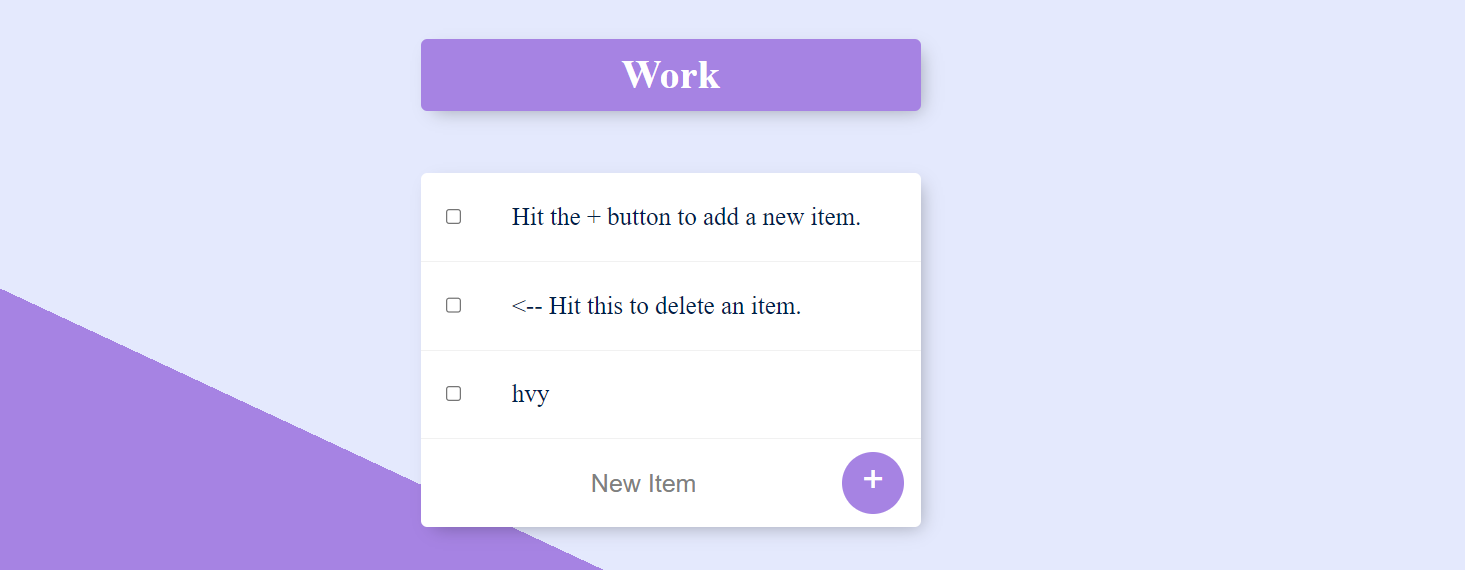 Work
Hit the + button to add a new item.
<-- Hit this to delete an item.
hvy
New Item
+